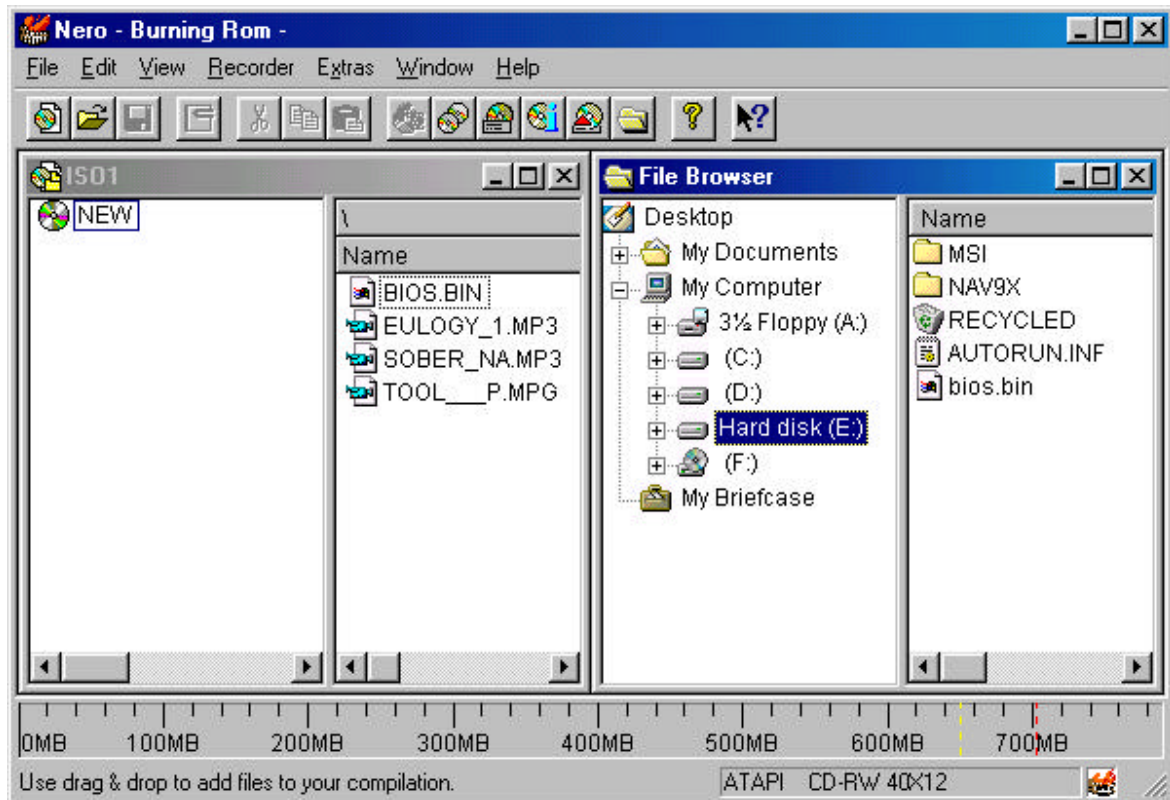 Nero - Burning Rom -
File Edit View Recorder Extras Window Help
ISO1
NEW
\
Name
BIOS.BIN
EULOGY_1.MP3
SOBER_NA.MP3
TOOL___P.MPG
File Browser
Desktop
My Documents
My Computer
3½ Floppy (A:)
(C:)
(D:)
Hard disk (E:)
(F:)
My Briefcase
Name
MSI
NAV9X
RECYCLED
AUTORUN.INF
bios.bin
0MB 100MB 200MB 300MB 400MB 500MB 600MB 700MB
Use drag & drop to add files to your compilation. ATAPI CD-RW 40X12